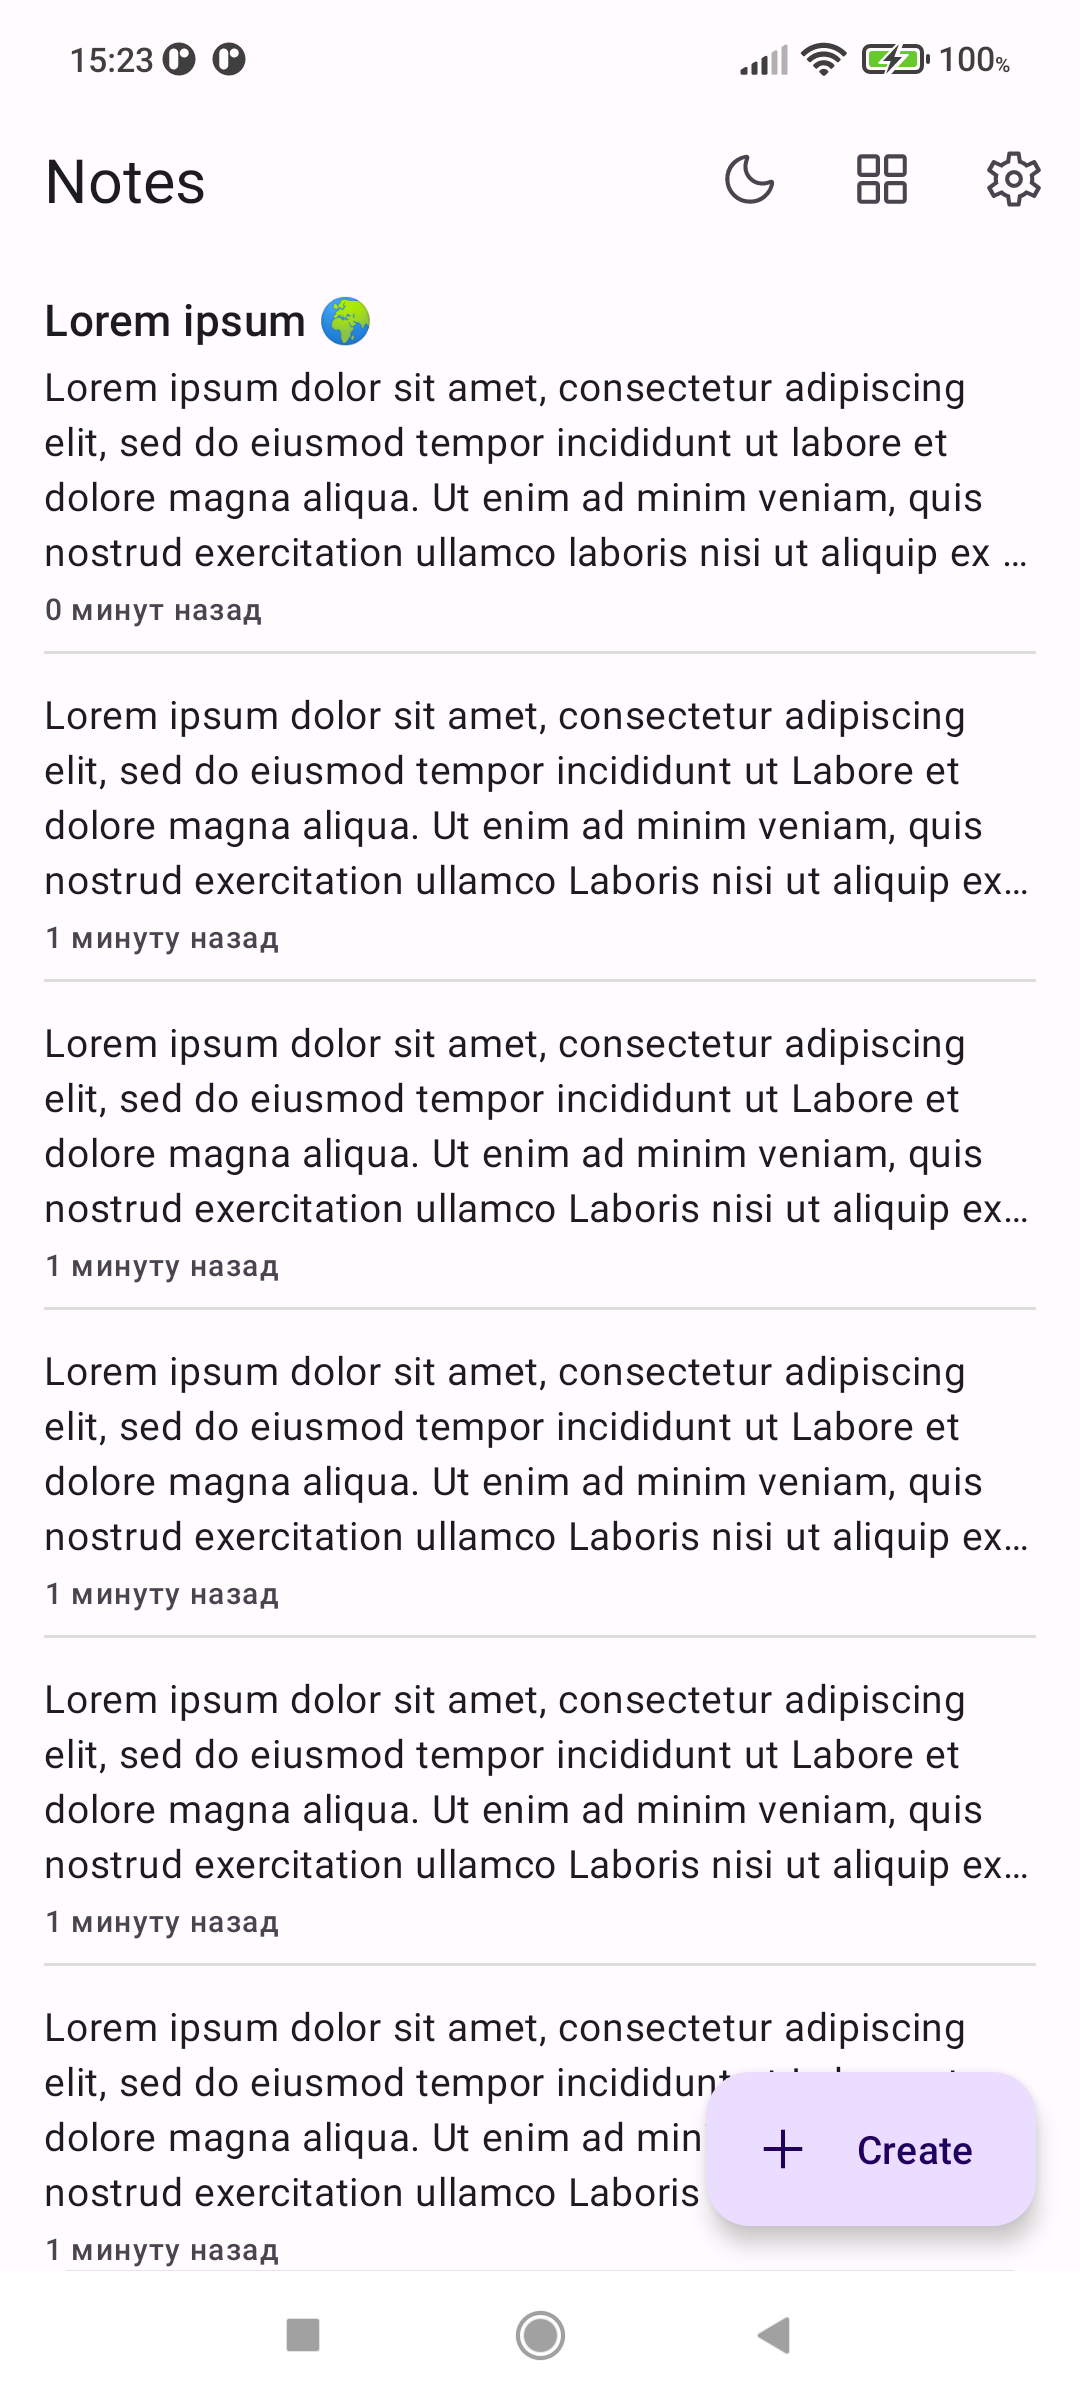 15:23
100%
Notes
Lorem ipsum 🌍
Lorem ipsum dolor sit amet, consectetur adipiscing
elit, sed do eiusmod tempor incididunt ut labore et
dolore magna aliqua. Ut enim ad minim veniam, quis
nostrud exercitation ullamco laboris nisi ut aliquip ex …
0 минут назад
Lorem ipsum dolor sit amet, consectetur adipiscing
elit, sed do eiusmod tempor incididunt ut Labore et
dolore magna aliqua. Ut enim ad minim veniam, quis
nostrud exercitation ullamco Laboris nisi ut aliquip ex…
1 минуту назад
Lorem ipsum dolor sit amet, consectetur adipiscing
elit, sed do eiusmod tempor incididunt ut Labore et
dolore magna aliqua. Ut enim ad minim veniam, quis
nostrud exercitation ullamco Laboris nisi ut aliquip ex…
1 минуту назад
Lorem ipsum dolor sit amet, consectetur adipiscing
elit, sed do eiusmod tempor incididunt ut Labore et
dolore magna aliqua. Ut enim ad minim veniam, quis
nostrud exercitation ullamco Laboris nisi ut aliquip ex…
1 минуту назад
Lorem ipsum dolor sit amet, consectetur adipiscing
elit, sed do eiusmod tempor incididunt ut Labore et
dolore magna aliqua. Ut enim ad minim veniam, quis
nostrud exercitation ullamco Laboris nisi ut aliquip ex…
1 минуту назад
Lorem ipsum dolor sit amet, consectetur adipiscing
elit, sed do eiusmod tempor incididunt
dolore magna aliqua. Ut enim ad
nostrud exercitation ullamco Laboris
1 минуту назад
Create